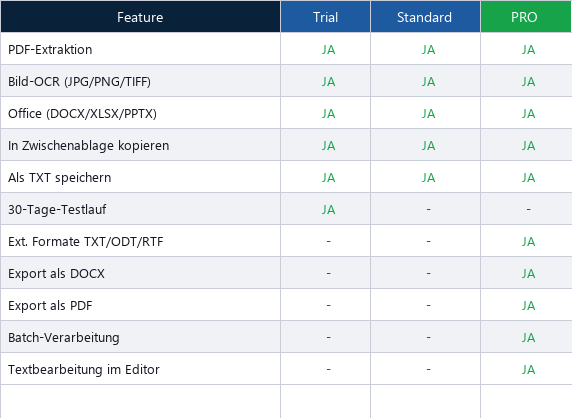 Feature Trial Standard PRO
PDF-Extraktion JA JA JA
Bild-OCR (JPG/PNG/TIFF) JA JA JA
Office (DOCX/XLSX/PPTX) JA JA JA
In Zwischenablage kopieren JA JA JA
Als TXT speichern JA JA JA
30-Tage-Testlauf JA - -
Ext. Formate TXT/ODT/RTF - - JA
Export als DOCX - - JA
Export als PDF - - JA
Batch-Verarbeitung - - JA
Textbearbeitung im Editor - - JA